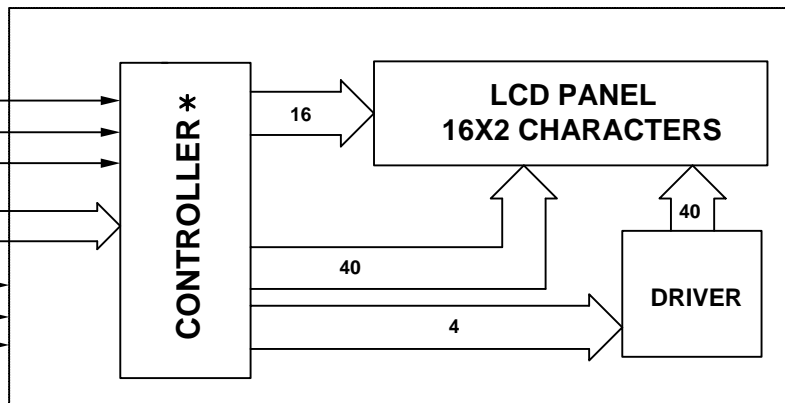 CONTROLLER *
16
LCD PANEL
16X2 CHARACTERS
40
40
DRIVER
4